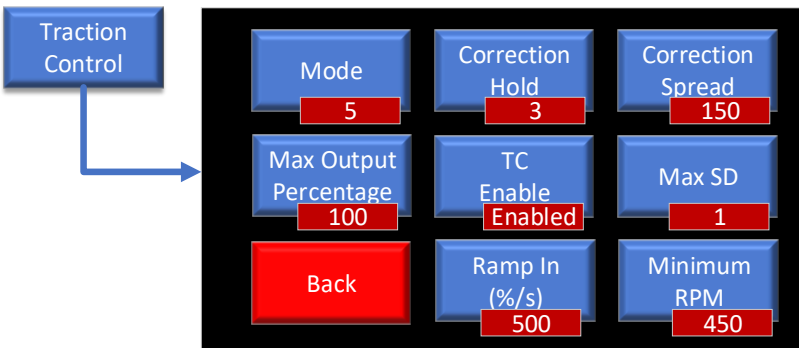 Traction
Control
Mode
5
Correction
Hold
3
Correction
Spread
150
Max Output
Percentage
100
TC
Enable
Enabled
Max SD
1
Back
Ramp In
(%/s)
500
Minimum
RPM
450